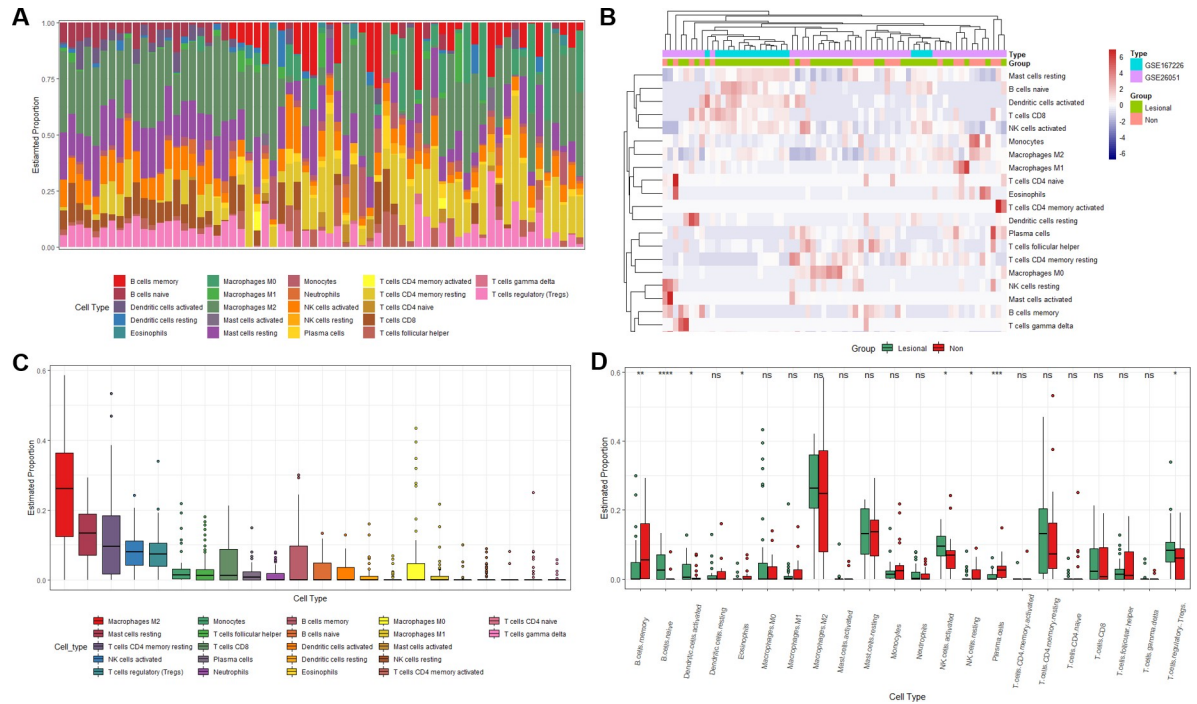 A
1.00
0.75
0.50
0.25
0.00
Estiamted Proportion
Cell Type
B cells memory
B cells naive
Dendritic cells activated
Dendritic cells resting
Eosinophils
Macrophages M0
Macrophages M1
Macrophages M2
Mast cells activated
Mast cells resting
Monocytes
Neutrophils
NK cells activated
NK cells resting
Plasma cells
T cells CD4 memory activated
T cells CD4 memory resting
T cells CD4 naive
T cells CD8
T cells follicular helper
T cells gamma delta
T cells regulatory (Tregs)
B
Type
Group
Mast cells resting
B cells naive
Dendritic cells activated
T cells CD8
NK cells activated
Monocytes
Macrophages M2
Macrophages M1
T cells CD4 naive
Eosinophils
T cells CD4 memory activated
Dendritic cells resting
Plasma cells
T cells follicular helper
T cells CD4 memory resting
Macrophages M0
NK cells resting
Mast cells activated
B cells memory
T cells gamma delta
6
4
2
0
-2
-4
-6
Type
GSE167226
GSE26051
Group
Lesional
Non
C
0.6
0.4
0.2
0.0
Estimated Proportion
Cell Type
Cell_type
Macrophages M2
Mast cells resting
T cells CD4 memory resting
NK cells activated
T cells regulatory (Tregs)
Monocytes
T cells follicular helper
T cells CD8
Plasma cells
Neutrophils
B cells memory
B cells naive
Dendritic cells activated
Dendritic cells resting
Eosinophils
Macrophages M0
Macrophages M1
Mast cells activated
NK cells resting
T cells CD4 memory activated
T cells CD4 naive
T cells gamma delta
D
Group Lesional Non
** **** * ns * ns ns ns ns ns ns ns * * *** ns ns ns ns ns ns *
0.6
0.4
0.2
0.0
Estimated Proportion
B.cells.memory
B.cells.naive
Dendritic.cells.activated
Dendritic.cells.resting
Eosinophils
Macrophages.M0
Macrophages.M1
Macrophages.M2
Mast.cells.activated
Mast.cells.resting
Monocytes
Neutrophils
NK.cells.activated
NK.cells.resting
Plasma.cells
T.cells.CD4.memory.activated
T.cells.CD4.memory.resting
T.cells.CD4.naive
T.cells.CD8
T.cells.follicular.helper
T.cells.gamma.delta
T.cells.regulatory..Tregs.
Cell Type